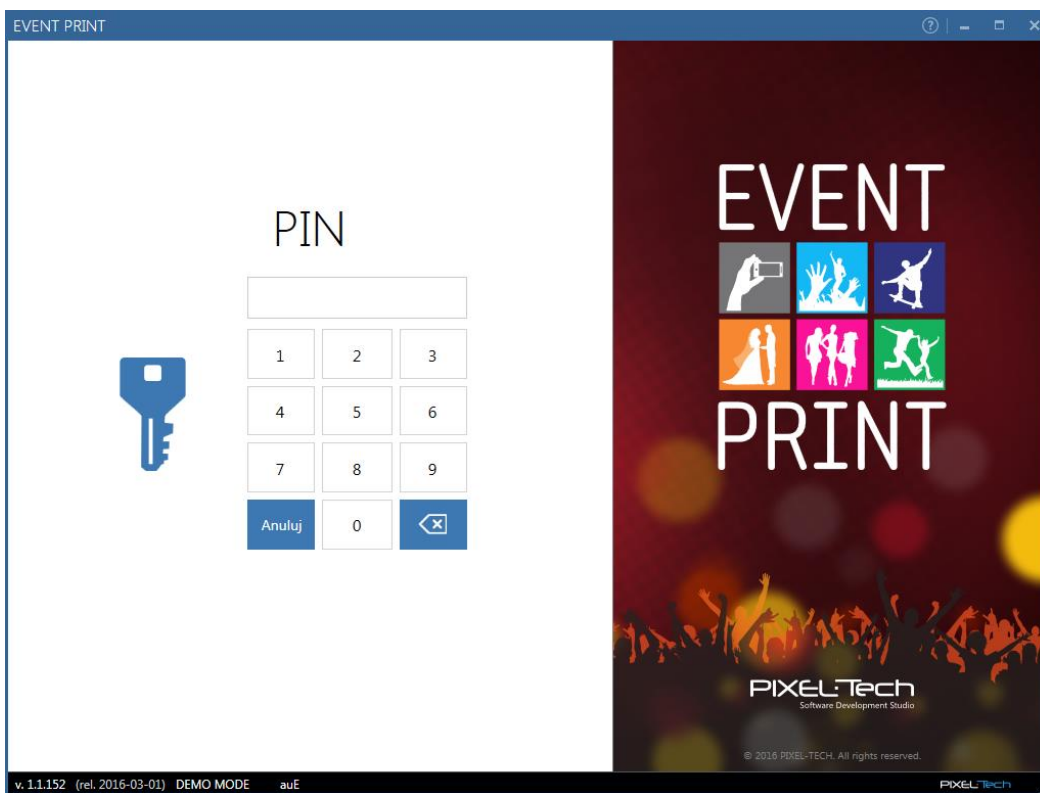 EVENT PRINT
PIN
1 2 3
4 5 6
7 8 9
Anuluj 0
EVENT
PRINT
PIXEL-Tech
Software Development Studio
© 2016 PIXEL-TECH. All rights reserved.
v. 1.1.152 (rel. 2016-03-01) DEMO MODE auE
PIXEL-Tech